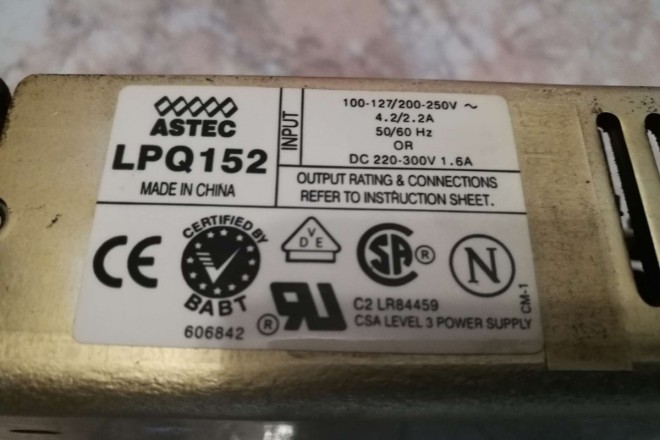 ASTEC
LPQ152
MADE IN CHINA
INPUT
100-127/200-250V ~
4.2/2.2A
50/60 Hz
OR
DC 220-300V 1.6A
OUTPUT RATING & CONNECTIONS
REFER TO INSTRUCTION SHEET.
CE
CERTIFIED BY
BABT
606842
VDE
SA ®
N
® RU
C2 LR84459
CSA LEVEL 3 POWER SUPPLY
CM-1